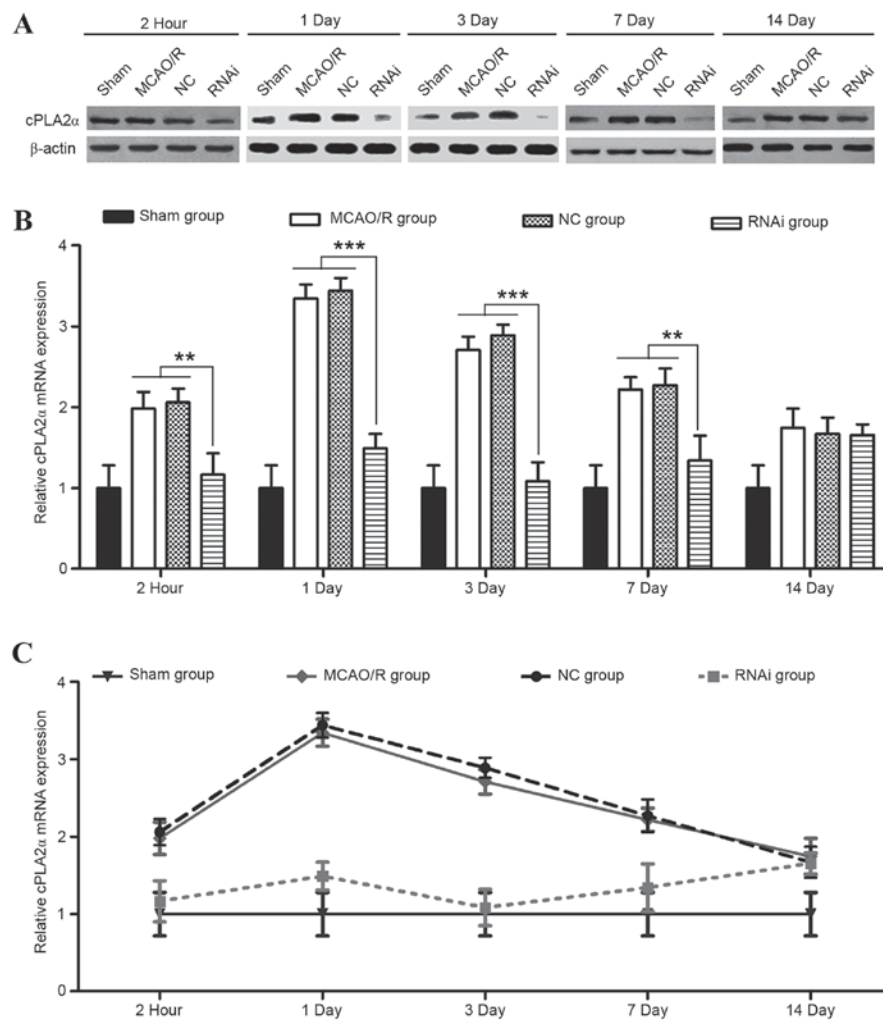 A
2 Hour 1 Day 3 Day 7 Day 14 Day
Sham MCAO/R NC RNAi Sham MCAO/R NC RNAi Sham MCAO/R NC RNAi Sham MCAO/R NC RNAi Sham MCAO/R NC RNAi
cPLA2α
β-actin
B
Sham group MCAO/R group NC group RNAi group
Relative cPLA2α mRNA expression
4
3
2
1
0
** *** *** **
2 Hour 1 Day 3 Day 7 Day 14 Day
C
Sham group MCAO/R group NC group RNAi group
Relative cPLA2α mRNA expression
4
3
2
1
0
2 Hour 1 Day 3 Day 7 Day 14 Day